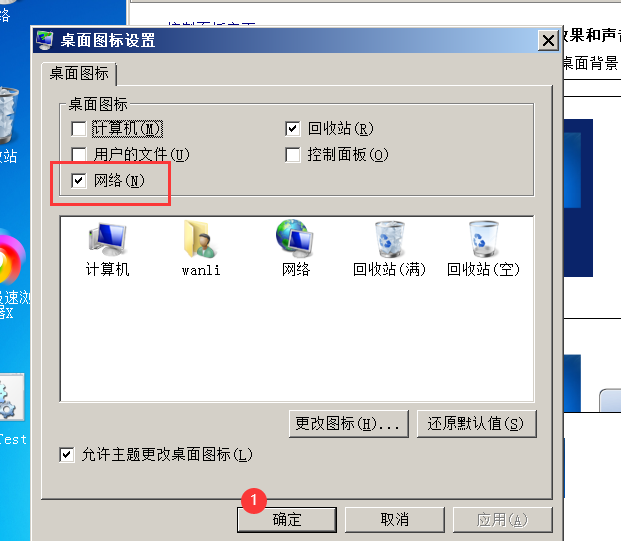 络
桌面图标设置
果和声音
桌面图标
桌面背景
桌面图标
计算机(M)
回收站(R)
用户的文件(U)
控制面板(O)
站
网络(N)
计算机
wanli
网络
回收站(满)
回收站(空)
速浏
器X
更改图标(H)...
还原默认值(S)
Test
允许主题更改桌面图标(L)
1
确定
取消
应用(A)